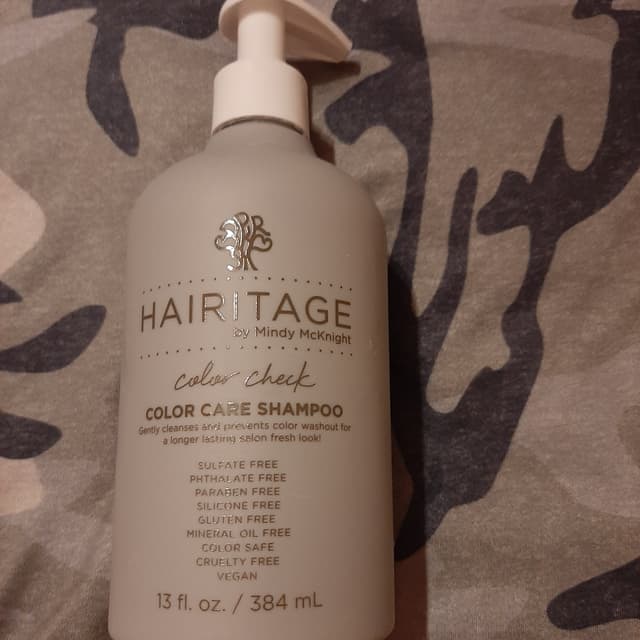 HAIRITAGE
by Mindy McKnight
color check
COLOR CARE SHAMPOO
Gently cleanses and prevents color washout for
a longer lasting salon fresh look!
SULFATE FREE
PHTHALATE FREE
PARABEN FREE
SILICONE FREE
GLUTEN FREE
MINERAL OIL FREE
COLOR SAFE
CRUELTY FREE
VEGAN
13 fl. oz. / 384 mL